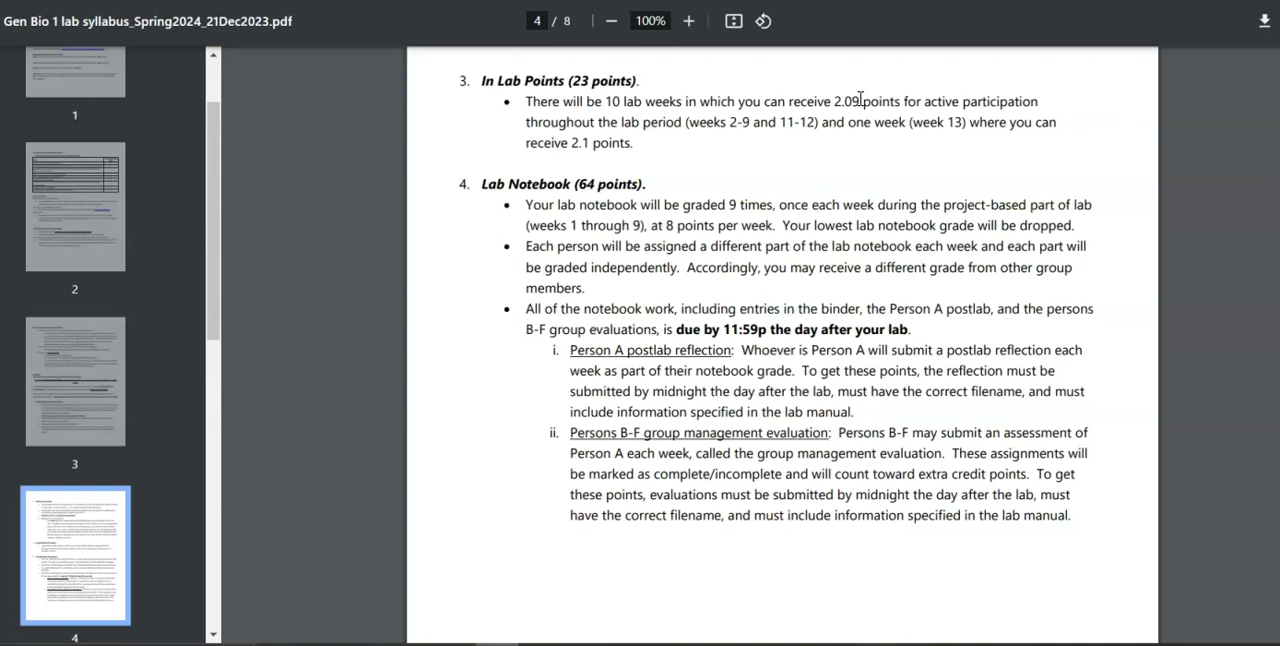 Gen Bio 1 lab syllabus_Spring2024_21Dec2023.pdf
4 / 8
100%
1
2
3
4
3. In Lab Points (23 points).
• There will be 10 lab weeks in which you can receive 2.09 points for active participation
throughout the lab period (weeks 2-9 and 11-12) and one week (week 13) where you can
receive 2.1 points.
4. Lab Notebook (64 points).
• Your lab notebook will be graded 9 times, once each week during the project-based part of lab
(weeks 1 through 9), at 8 points per week. Your lowest lab notebook grade will be dropped.
• Each person will be assigned a different part of the lab notebook each week and each part will
be graded independently. Accordingly, you may receive a different grade from other group
members.
• All of the notebook work, including entries in the binder, the Person A postlab, and the persons
B-F group evaluations, is due by 11:59p the day after your lab.
i. Person A postlab reflection: Whoever is Person A will submit a postlab reflection each
week as part of their notebook grade. To get these points, the reflection must be
submitted by midnight the day after the lab, must have the correct filename, and must
include information specified in the lab manual.
ii. Persons B-F group management evaluation: Persons B-F may submit an assessment of
Person A each week, called the group management evaluation. These assignments will
be marked as complete/incomplete and will count toward extra credit points. To get
these points, evaluations must be submitted by midnight the day after the lab, must
have the correct filename, and must include information specified in the lab manual.